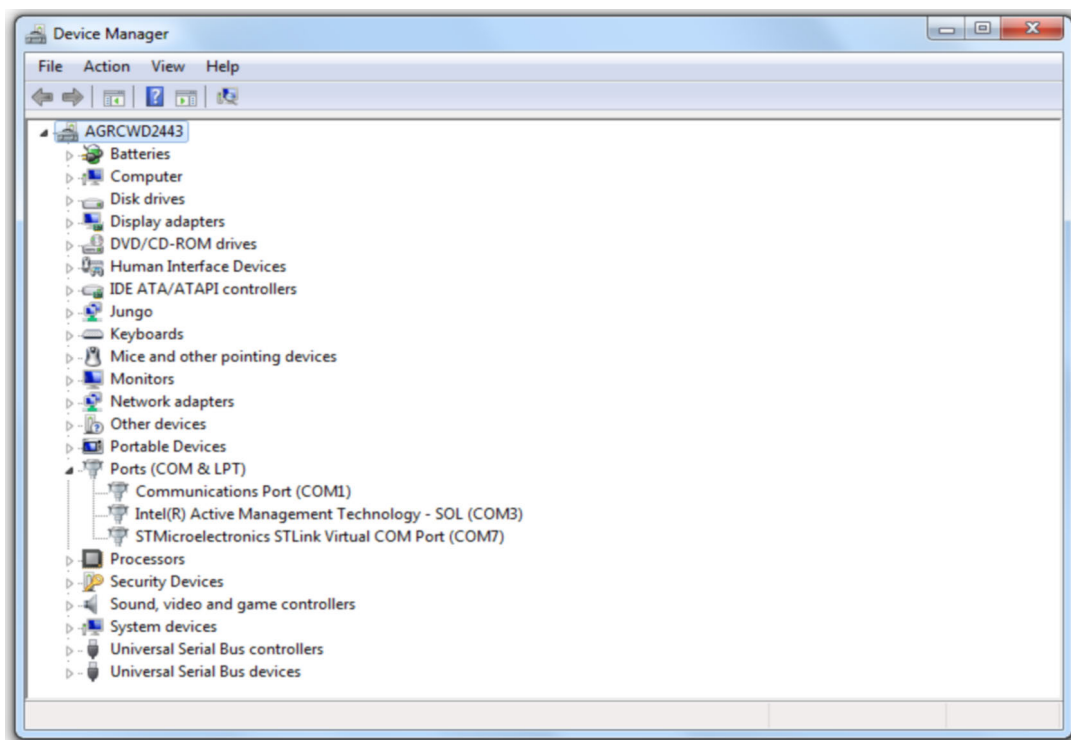 Device Manager
File Action View Help
AGRCWD2443
Batteries
Computer
Disk drives
Display adapters
DVD/CD-ROM drives
Human Interface Devices
IDE ATA/ATAPI controllers
Jungo
Keyboards
Mice and other pointing devices
Monitors
Network adapters
Other devices
Portable Devices
Ports (COM & LPT)
Communications Port (COM1)
Intel(R) Active Management Technology - SOL (COM3)
STMicroelectronics STLink Virtual COM Port (COM7)
Processors
Security Devices
Sound, video and game controllers
System devices
Universal Serial Bus controllers
Universal Serial Bus devices